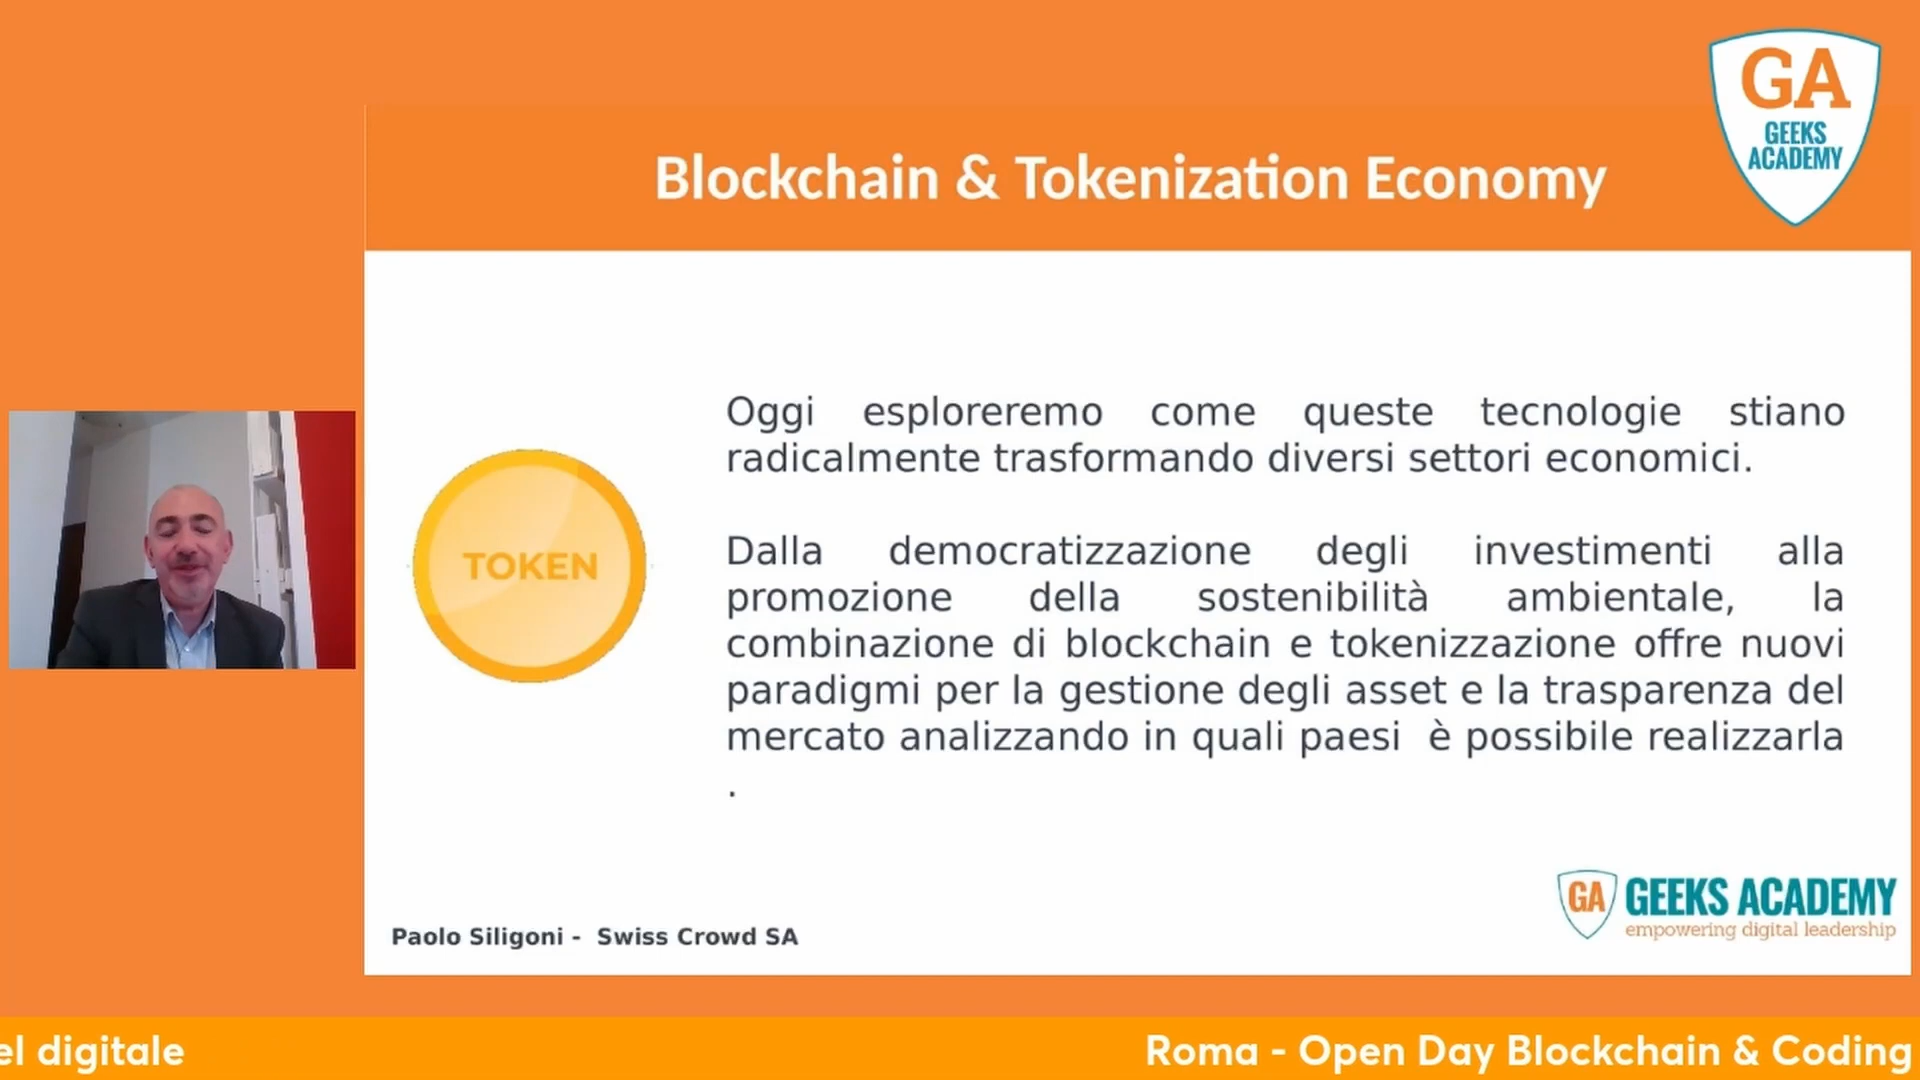 GA
GEEKS
ACADEMY
Blockchain & Tokenization Economy
Oggi esploreremo come queste tecnologie stiano
radicalmente trasformando diversi settori economici.
TOKEN
Dalla democratizzazione degli investimenti alla
promozione della sostenibilità ambientale, la
combinazione di blockchain e tokenizzazione offre nuovi
paradigmi per la gestione degli asset e la trasparenza del
mercato analizzando in quali paesi  è possibile realizzarla
.
GA GEEKS ACADEMY
empowering digital leadership
Paolo Siligoni -  Swiss Crowd SA
el digitale
Roma - Open Day Blockchain & Coding